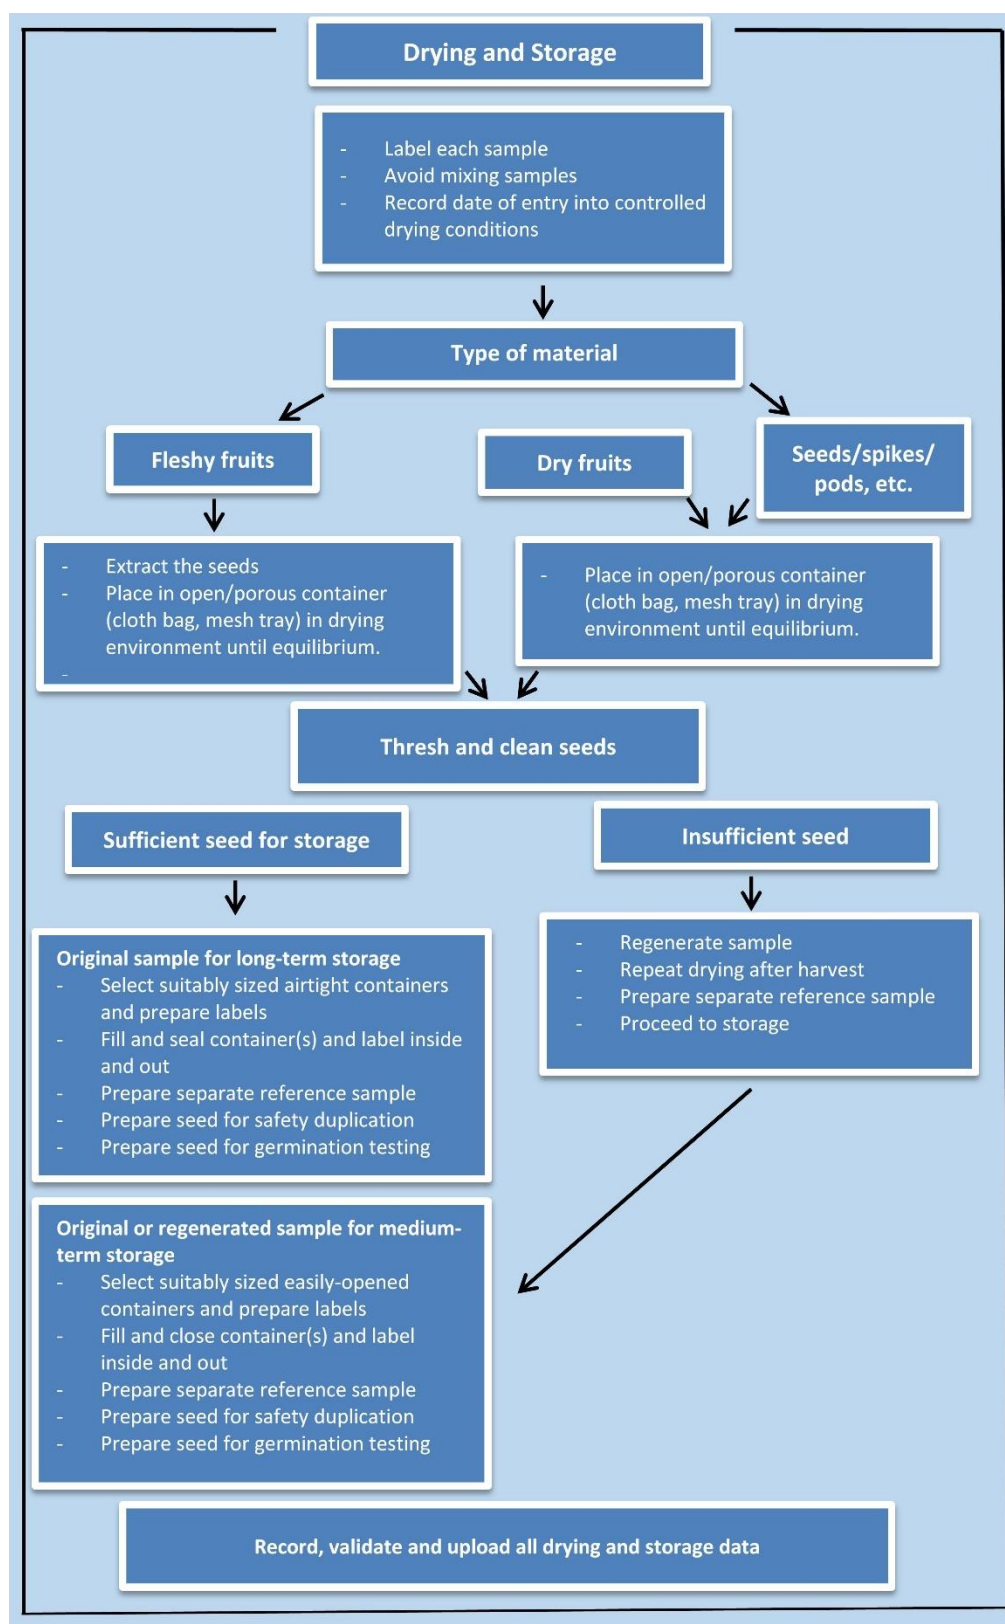 Drying and Storage
- Label each sample
- Avoid mixing samples
- Record date of entry into controlled
drying conditions
Type of material
Fleshy fruits
Dry fruits
Seeds/spikes/
pods, etc.
- Extract the seeds
- Place in open/porous container
(cloth bag, mesh tray) in drying
environment until equilibrium.
-
- Place in open/porous container
(cloth bag, mesh tray) in drying
environment until equilibrium.
Thresh and clean seeds
Sufficient seed for storage
Insufficient seed
Original sample for long-term storage
- Select suitably sized airtight containers
and prepare labels
- Fill and seal container(s) and label inside
and out
- Prepare separate reference sample
- Prepare seed for safety duplication
- Prepare seed for germination testing
- Regenerate sample
- Repeat drying after harvest
- Prepare separate reference sample
- Proceed to storage
Original or regenerated sample for medium-
term storage
- Select suitably sized easily-opened
containers and prepare labels
- Fill and close container(s) and label
inside and out
- Prepare separate reference sample
- Prepare seed for safety duplication
- Prepare seed for germination testing
Record, validate and upload all drying and storage data